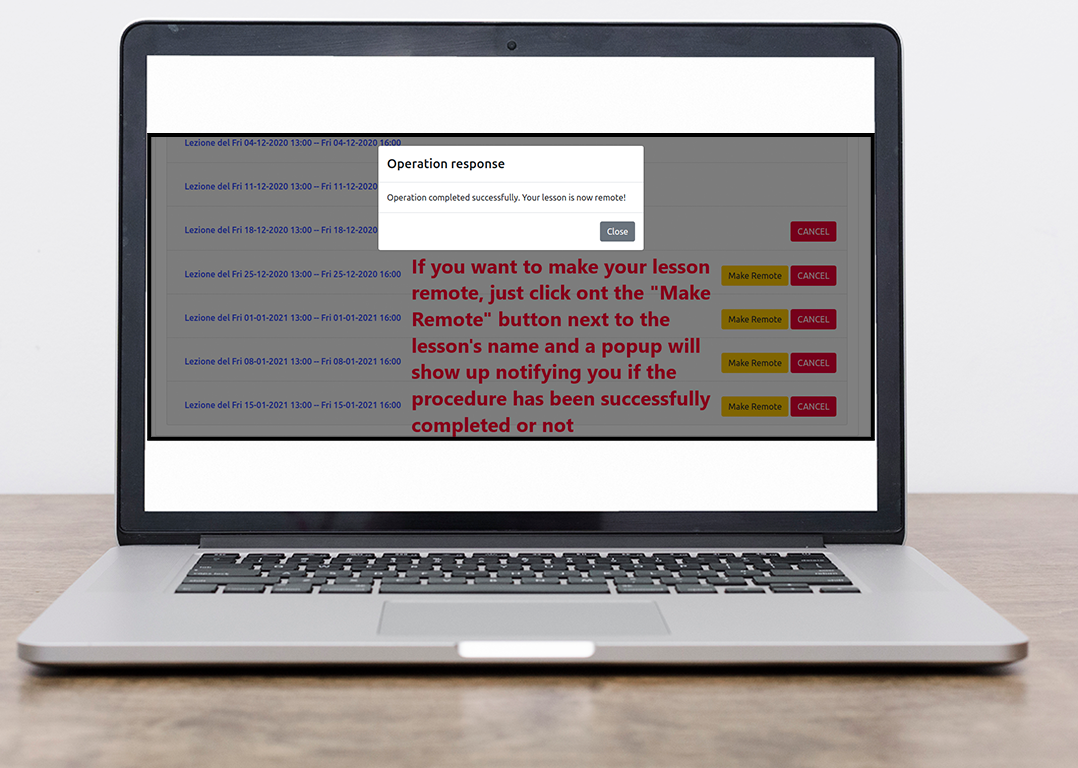 Lezione del Fri 04-12-2020 13:00 – Fri 04-12-2020 16:00
Operation response
Lezione del Fri 11-12-2020 13:00 – Fri 11-12-2020
Operation completed successfully. Your lesson is now remote!
Lezione del Fri 18-12-2020 13:00 – Fri 18-12-2020
Close
CANCEL
Lezione del Fri 25-12-2020 13:00 – Fri 25-12-2020 16:00
Make Remote CANCEL
Lezione del Fri 01-01-2021 13:00 – Fri 01-01-2021 16:00
Make Remote CANCEL
Lezione del Fri 08-01-2021 13:00 – Fri 08-01-2021 16:00
Make Remote CANCEL
Lezione del Fri 15-01-2021 13:00 – Fri 15-01-2021 16:00
Make Remote CANCEL
If you want to make your lesson
remote, just click ont the "Make
Remote" button next to the
lesson's name and a popup will
show up notifying you if the
procedure has been successfully
completed or not